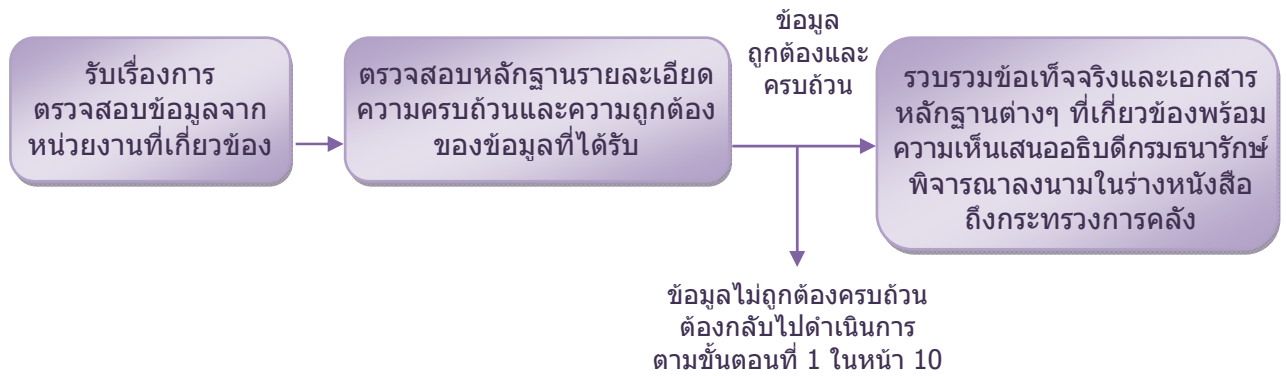 รับเรื่องการ
ตรวจสอบข้อมูลจาก
หน่วยงานที่เกี่ยวข้อง
ตรวจสอบหลักฐานรายละเอียด
ความครบถ้วนและความถูกต้อง
ของข้อมูลที่ได้รับ
ข้อมูล
ถูกต้องและ
ครบถ้วน
รวบรวมข้อเท็จจริงและเอกสาร
หลักฐานต่างๆ ที่เกี่ยวข้องพร้อม
ความเห็นเสนออธิบดีกรมธนารักษ์
พิจารณาลงนามในร่างหนังสือ
ถึงกระทรวงการคลัง
ข้อมูลไม่ถูกต้องครบถ้วน
ต้องกลับไปดำเนินการ
ตามขั้นตอนที่ 1 ในหน้า 10